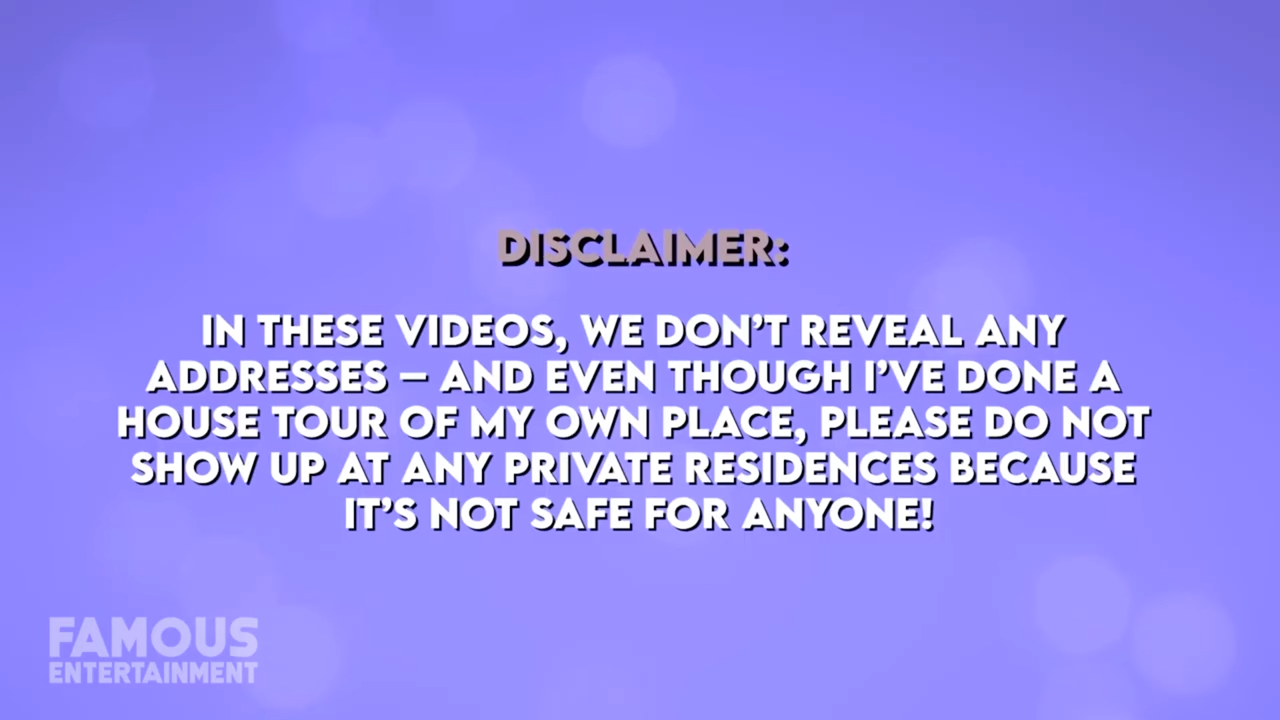 DISCLAIMER:
IN THESE VIDEOS, WE DON'T REVEAL ANY
ADDRESSES – AND EVEN THOUGH I'VE DONE A
HOUSE TOUR OF MY OWN PLACE, PLEASE DO NOT
SHOW UP AT ANY PRIVATE RESIDENCES BECAUSE
IT'S NOT SAFE FOR ANYONE!
FAMOUS
ENTERTAINMENT